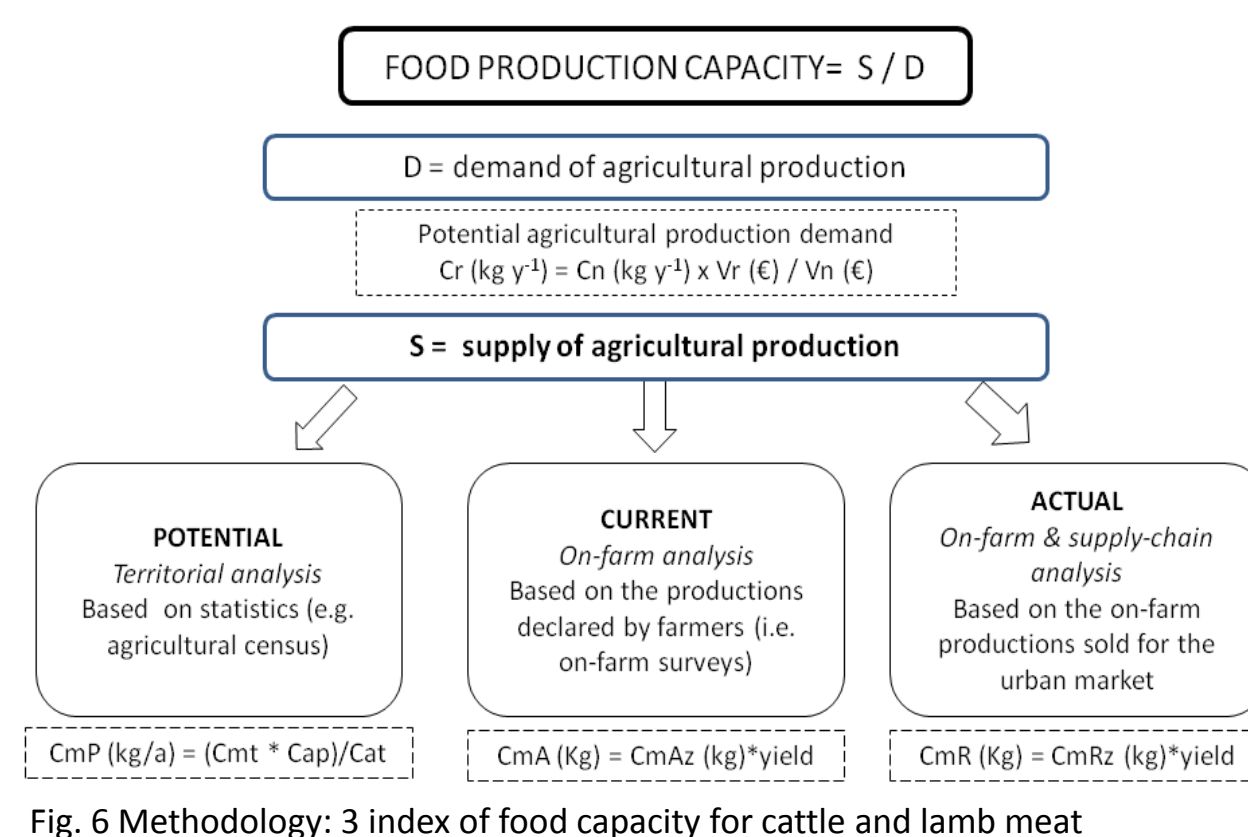 FOOD PRODUCTION CAPACITY= S / D
D = demand of agricultural production
Potential agricultural production demand
Cr (kg y⁻¹) = Cn (kg y⁻¹) x Vr (€) / Vn (€)
S = supply of agricultural production
POTENTIAL
Territorial analysis
Based on statistics (e.g.
agricultural census)
CmP (kg/a) = (Cmt * Cap)/Cat
CURRENT
On-farm analysis
Based on the productions
declared by farmers (i.e.
on-farm surveys)
CmA (Kg) = CmAz (kg)*yield
ACTUAL
On-farm & supply-chain
analysis
Based on the on-farm
productions sold for the
urban market
CmR (Kg) = CmRz (kg)*yield
Fig. 6 Methodology: 3 index of food capacity for cattle and lamb meat